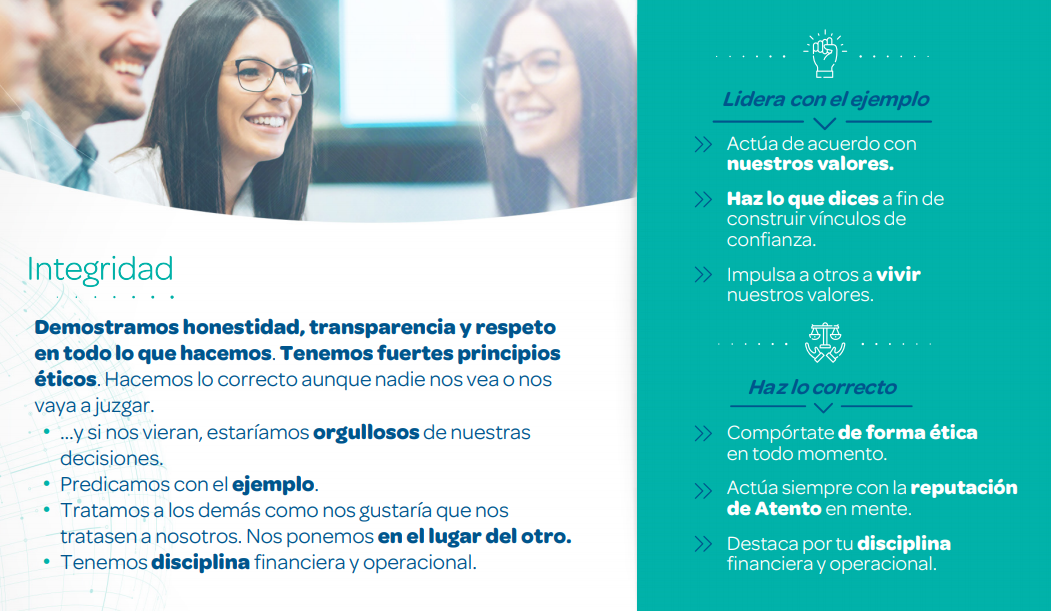 Integridad
Demostramos honestidad, transparencia y respeto
en todo lo que hacemos. Tenemos fuertes principios
éticos. Hacemos lo correcto aunque nadie nos vea o nos
vaya a juzgar.
• ...y si nos vieran, estaríamos orgullosos de nuestras
decisiones.
• Predicamos con el ejemplo.
• Tratamos a los demás como nos gustaría que nos
tratasen a nosotros. Nos ponemos en el lugar del otro.
• Tenemos disciplina financiera y operacional.
Lidera con el ejemplo
Actúa de acuerdo con
nuestros valores.
Haz lo que dices a fin de
construir vínculos de
confianza.
Impulsa a otros a vivir
nuestros valores.
Haz lo correcto
Compórtate de forma ética
en todo momento.
Actúa siempre con la reputación
de Atento en mente.
Destaca por tu disciplina
financiera y operacional.